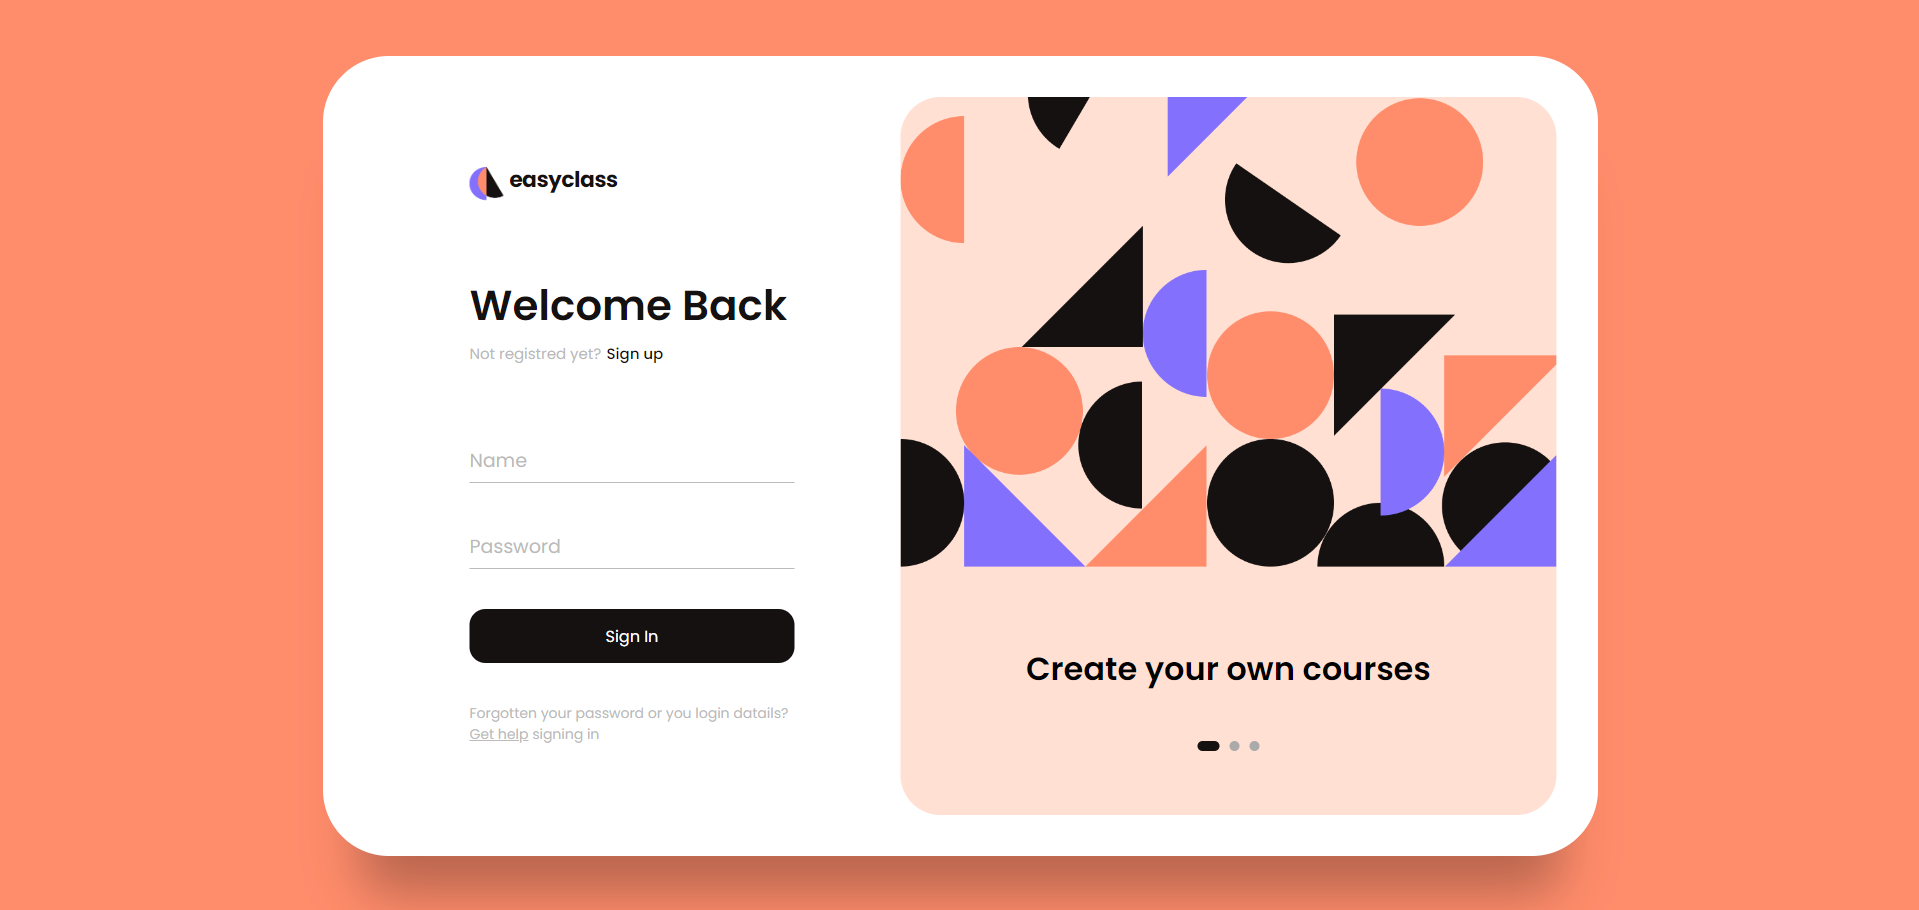 easyclass
Welcome Back
Not registred yet? Sign up
Name
Password
Sign In
Forgotten your password or you login datails?
Get help signing in
Create your own courses